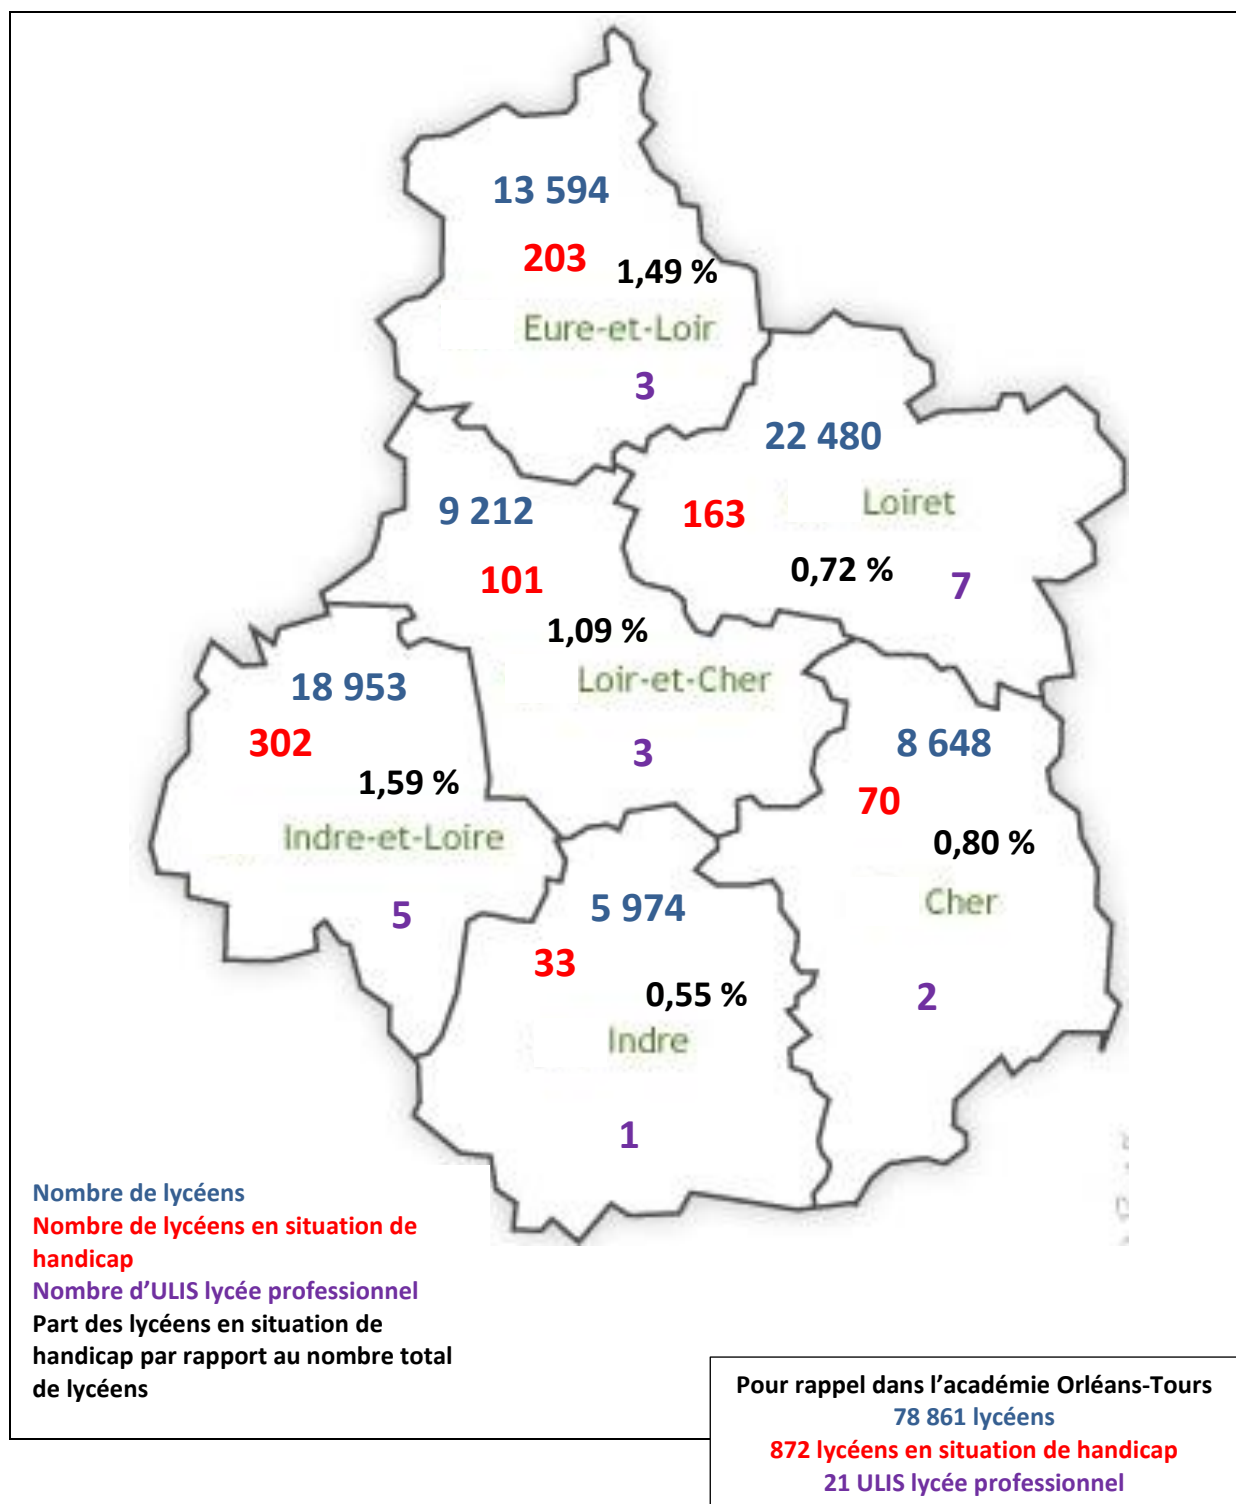 13 594
203
1,49 %
Eure-et-Loir
3
22 480
Loiret
163
0,72 %
7
9 212
101
1,09 %
Loir-et-Cher
3
18 953
302
1,59 %
Indre-et-Loire
5
8 648
70
0,80 %
Cher
2
5 974
33
0,55 %
Indre
1
Nombre de lycéens
Nombre de lycéens en situation de
handicap
Nombre d’ULIS lycée professionnel
Part des lycéens en situation de
handicap par rapport au nombre total
de lycéens
Pour rappel dans l’académie Orléans-Tours
78 861 lycéens
872 lycéens en situation de handicap
21 ULIS lycée professionnel